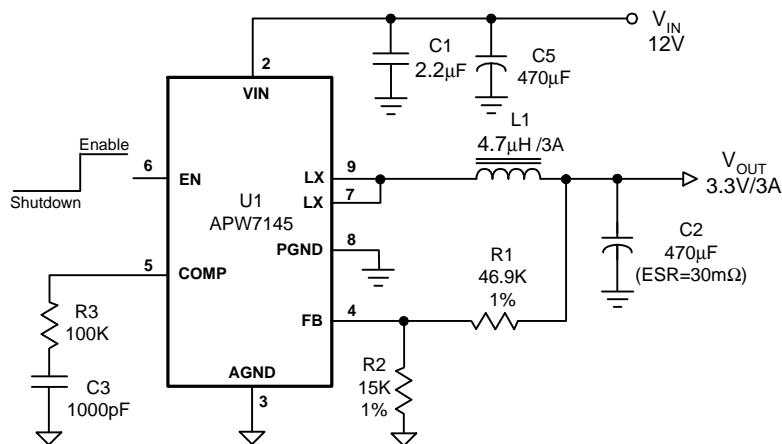 V_IN
12V
C1
2.2μF
C5
470μF
2
VIN
L1
4.7μH /3A
Enable
Shutdown
6
EN
U1
APW7145
LX
9
LX
7
V_OUT
3.3V/3A
PGND
8
C2
470μF
(ESR=30mΩ)
5
COMP
R1
46.9K
1%
FB
4
R3
100K
R2
15K
1%
C3
1000pF
AGND
3